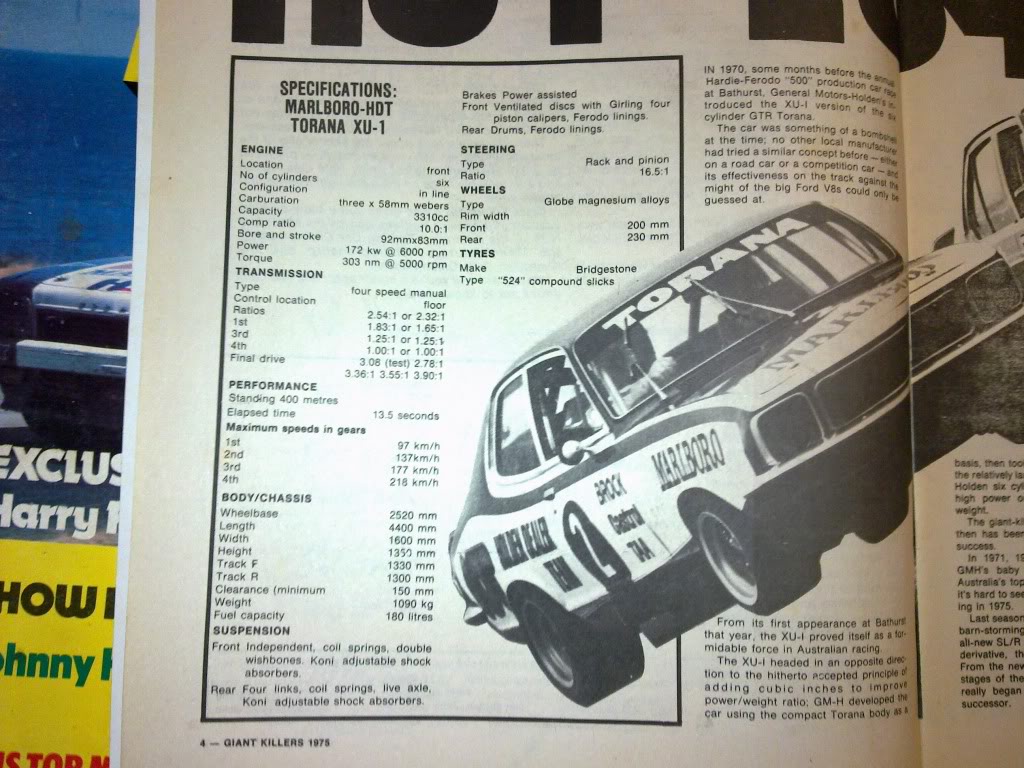 SPECIFICATIONS:
MARLBORO-HDT
TORANA XU-1
ENGINE
Location front
No of cylinders six
Configuration in line
Carburation three x 58mm webers
Capacity 3310cc
Comp ratio 10.0:1
Bore and stroke 92mmx83mm
Power 172 kw @ 6000 rpm
Torque 303 nm @ 5000 rpm
TRANSMISSION
Type four speed manual
Control location floor
Ratios
1st 2.54:1 or 2.32:1
1.83:1 or 1.65:1
3rd 1.25:1 or 1.25:1
4th 1.00:1 or 1.00:1
Final drive 3.08 (test) 2.78:1
3.36:1 3.55:1 3.90:1
PERFORMANCE
Standing 400 metres
Elapsed time 13.5 seconds
Maximum speeds in gears
1st 97 km/h
2nd 137km/h
3rd 177 km/h
4th 218 km/h
BODY/CHASSIS
Wheelbase 2520 mm
Length 4400 mm
Width 1600 mm
Height 1350 mm
Track F 1330 mm
Track R 1300 mm
Clearance (minimum 150 mm
Weight 1090 kg
Fuel capacity 180 litres
SUSPENSION
Front Independent, coil springs, double
wishbones. Koni adjustable shock
absorbers.
Rear Four links, coil springs, live axle,
Koni adjustable shock absorbers.
Brakes Power assisted
Front Ventilated discs with Girling four
piston calipers, Ferodo linings.
Rear Drums, Ferodo linings.
STEERING
Type Rack and pinion
Ratio 16.5:1
WHEELS
Type Globe magnesium alloys
Rim width
Front 200 mm
Rear 230 mm
TYRES
Make Bridgestone
Type "524" compound slicks
IN 1970, some months before the annual
Hardie-Ferodo "500" production car race
at Bathurst, General Motors-Holden's in-
troduced the XU-I version of the six
cylinder GTR Torana.
The car was something of a bombshell
at the time; no other local manufacturer
had tried a similar concept before — either
on a road car or a competition car — and
its effectiveness on the track against the
might of the big Ford V8s could only be
guessed at.
TORANA
MARLBORO
BROCK
MARLBORO
HOLDEN DEALER
TEAM
2
Castrol
TAA
From its first appearance at Bathurst
that year, the XU-I proved itself as a for-
midable force in Australian racing.
The XU-I headed in an opposite direc-
tion to the hitherto accepted principle of
adding cubic inches to improve
power/weight ratio; GM-H developed the
car using the compact Torana body as a
basis, then took
the relatively
Holden six
high power
weight.
The
then has been
success.
In 1971,
GMH's baby
Australia's top
it's hard to see
ing in 1975.
Last season
barn-storming
all-new SL/R
derivative,
From the new
stages of the
really began
successor.
4 — GIANT KILLERS 1975
Harry
HOW